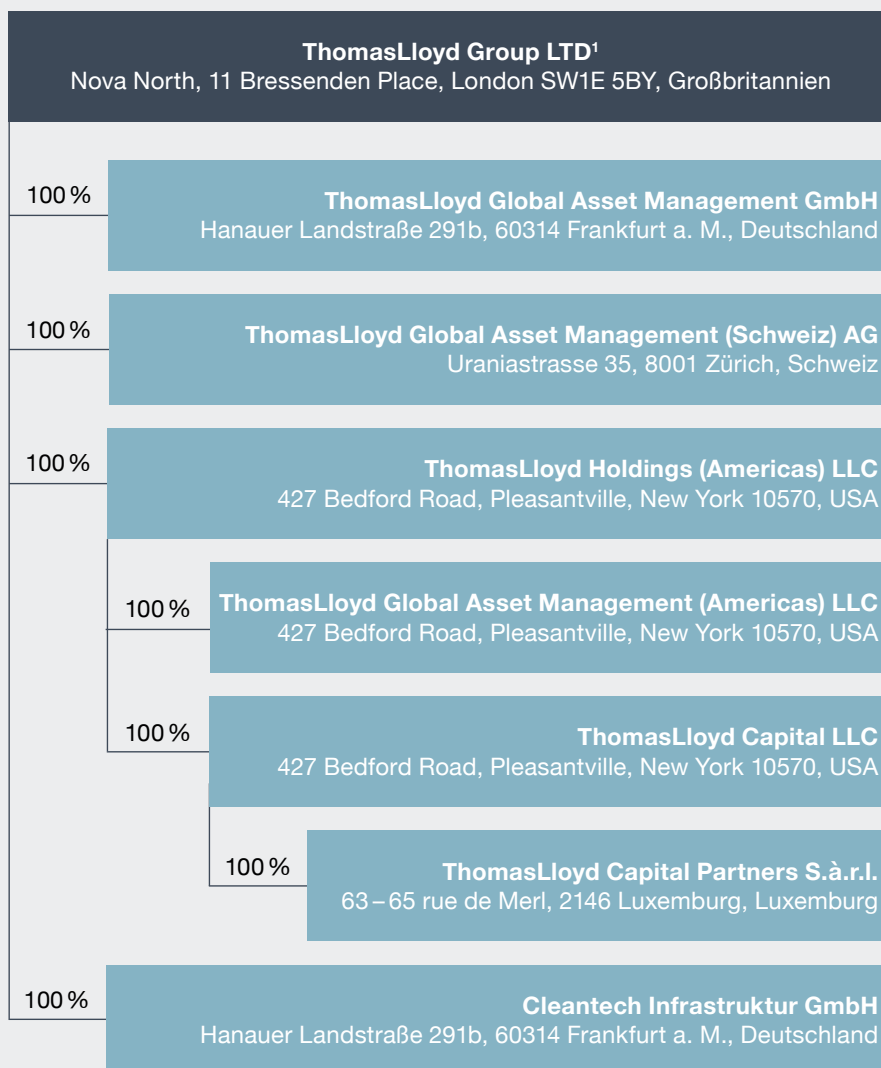 ThomasLloyd Group LTD¹
Nova North, 11 Bressenden Place, London SW1E 5BY, Großbritannien
100 %
ThomasLloyd Global Asset Management GmbH
Hanauer Landstraße 291b, 60314 Frankfurt a. M., Deutschland
100 %
ThomasLloyd Global Asset Management (Schweiz) AG
Uraniastrasse 35, 8001 Zürich, Schweiz
100 %
ThomasLloyd Holdings (Americas) LLC
427 Bedford Road, Pleasantville, New York 10570, USA
100 %
ThomasLloyd Global Asset Management (Americas) LLC
427 Bedford Road, Pleasantville, New York 10570, USA
100 %
ThomasLloyd Capital LLC
427 Bedford Road, Pleasantville, New York 10570, USA
100 %
ThomasLloyd Capital Partners S.à.r.l.
63–65 rue de Merl, 2146 Luxemburg, Luxemburg
100 %
Cleantech Infrastruktur GmbH
Hanauer Landstraße 291b, 60314 Frankfurt a. M., Deutschland